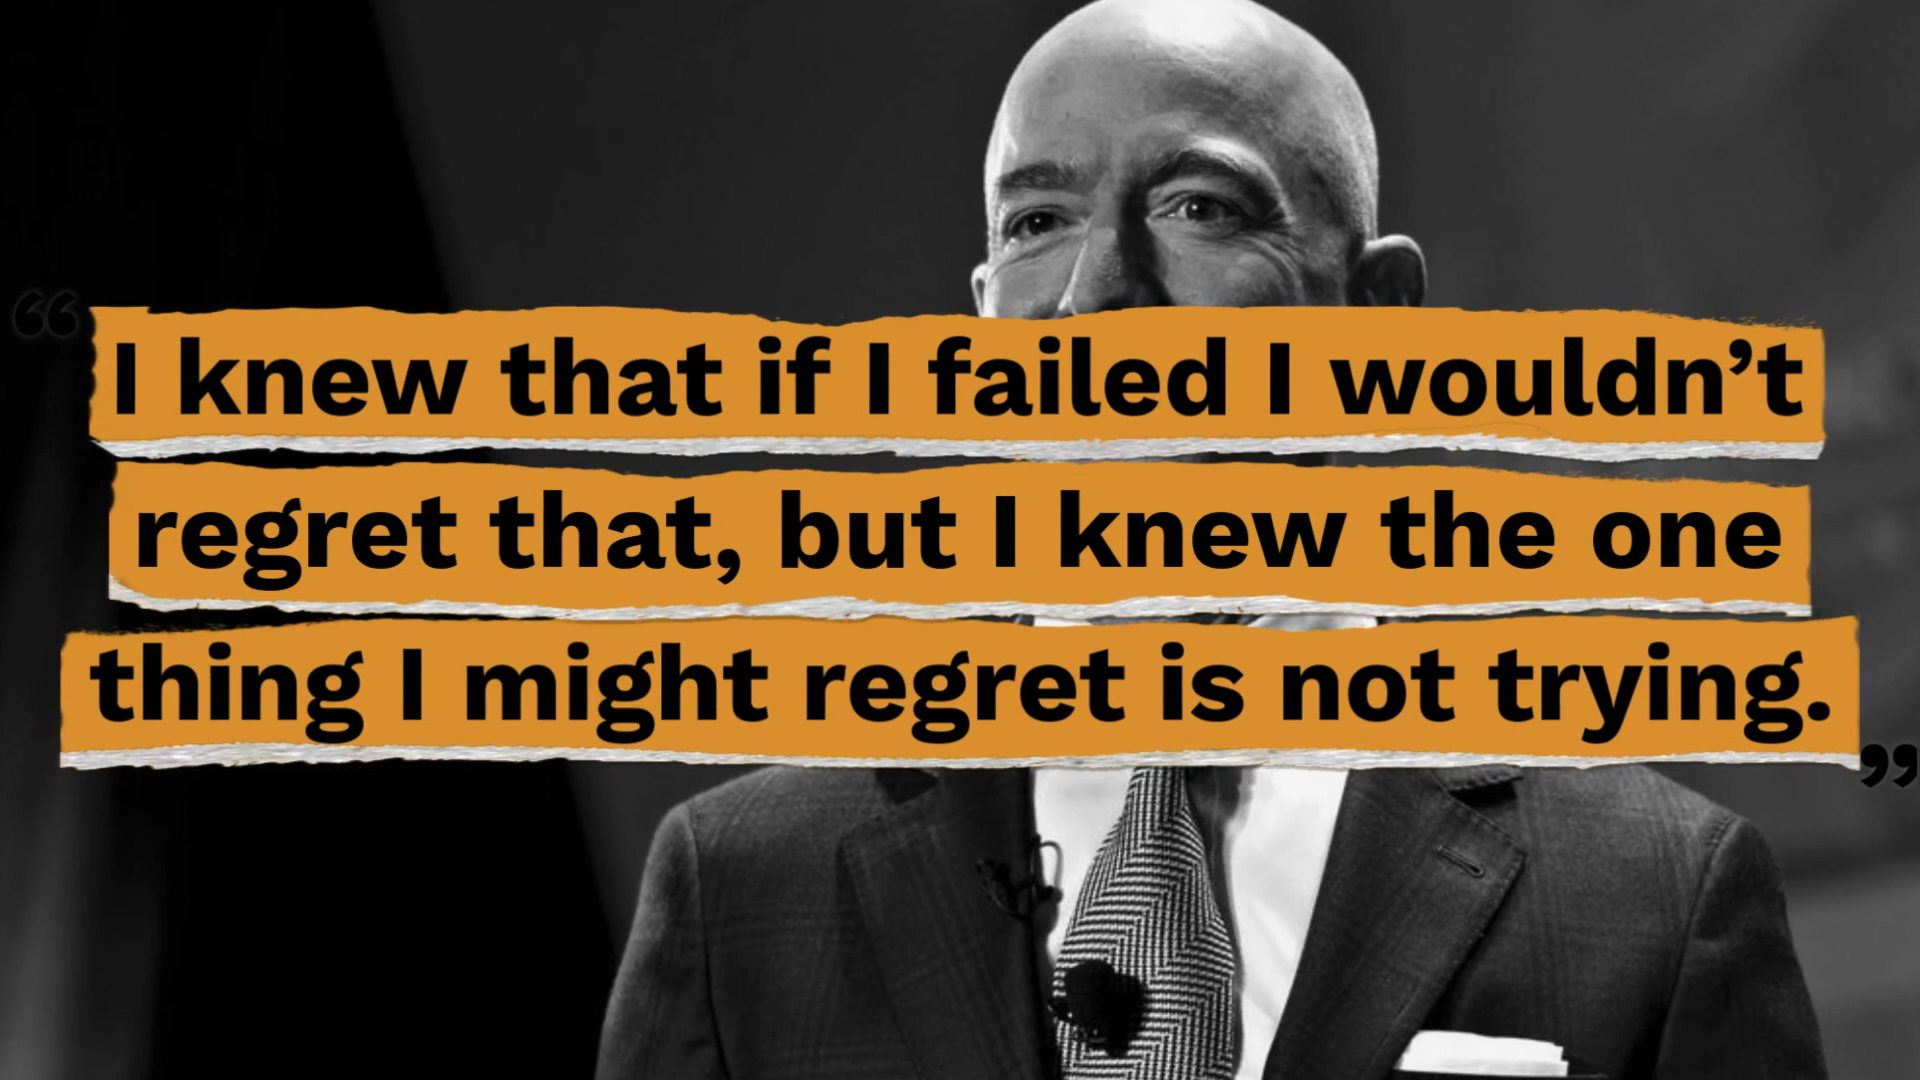 “I knew that if I failed I wouldn’t
regret that, but I knew the one
thing I might regret is not trying.”